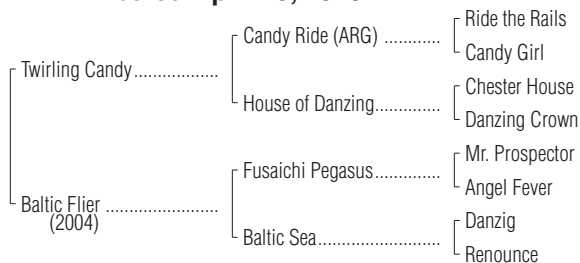 Ride the Rails
Candy Ride (ARG) ............
Candy Girl
Twirling Candy..................
Chester House
House of Danzing..............
Danzing Crown
Mr. Prospector
Fusaichi Pegasus..............
Angel Fever
Baltic Flier ........................
(2004)
Danzig
Baltic Sea..........................
Renounce